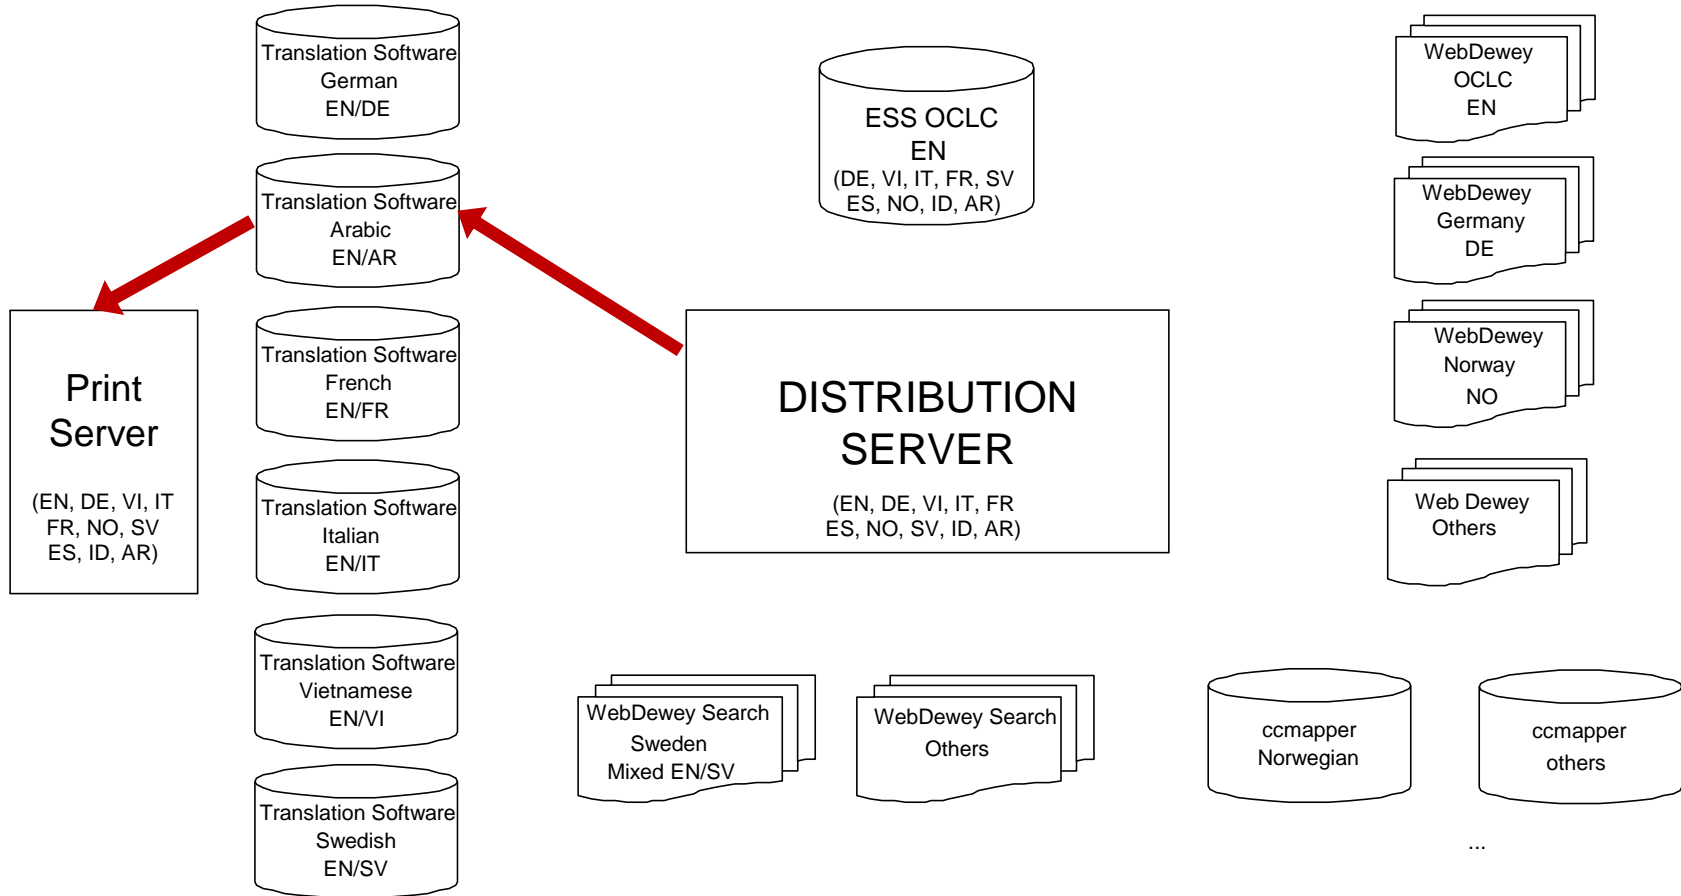 Translation Software
German
EN/DE
Translation Software
Arabic
EN/AR
Translation Software
French
EN/FR
Translation Software
Italian
EN/IT
Translation Software
Vietnamese
EN/VI
Translation Software
Swedish
EN/SV
Print
Server
(EN, DE, VI, IT
FR, NO, SV
ES, ID, AR)
ESS OCLC
EN
(DE, VI, IT, FR, SV
ES, NO, ID, AR)
DISTRIBUTION
SERVER
(EN, DE, VI, IT, FR
ES, NO, SV, ID, AR)
WebDewey
OCLC
EN
WebDewey
Germany
DE
WebDewey
Norway
NO
Web Dewey
Others
WebDewey Search
Sweden
Mixed EN/SV
WebDewey Search
Others
ccmapper
Norwegian
ccmapper
others
...